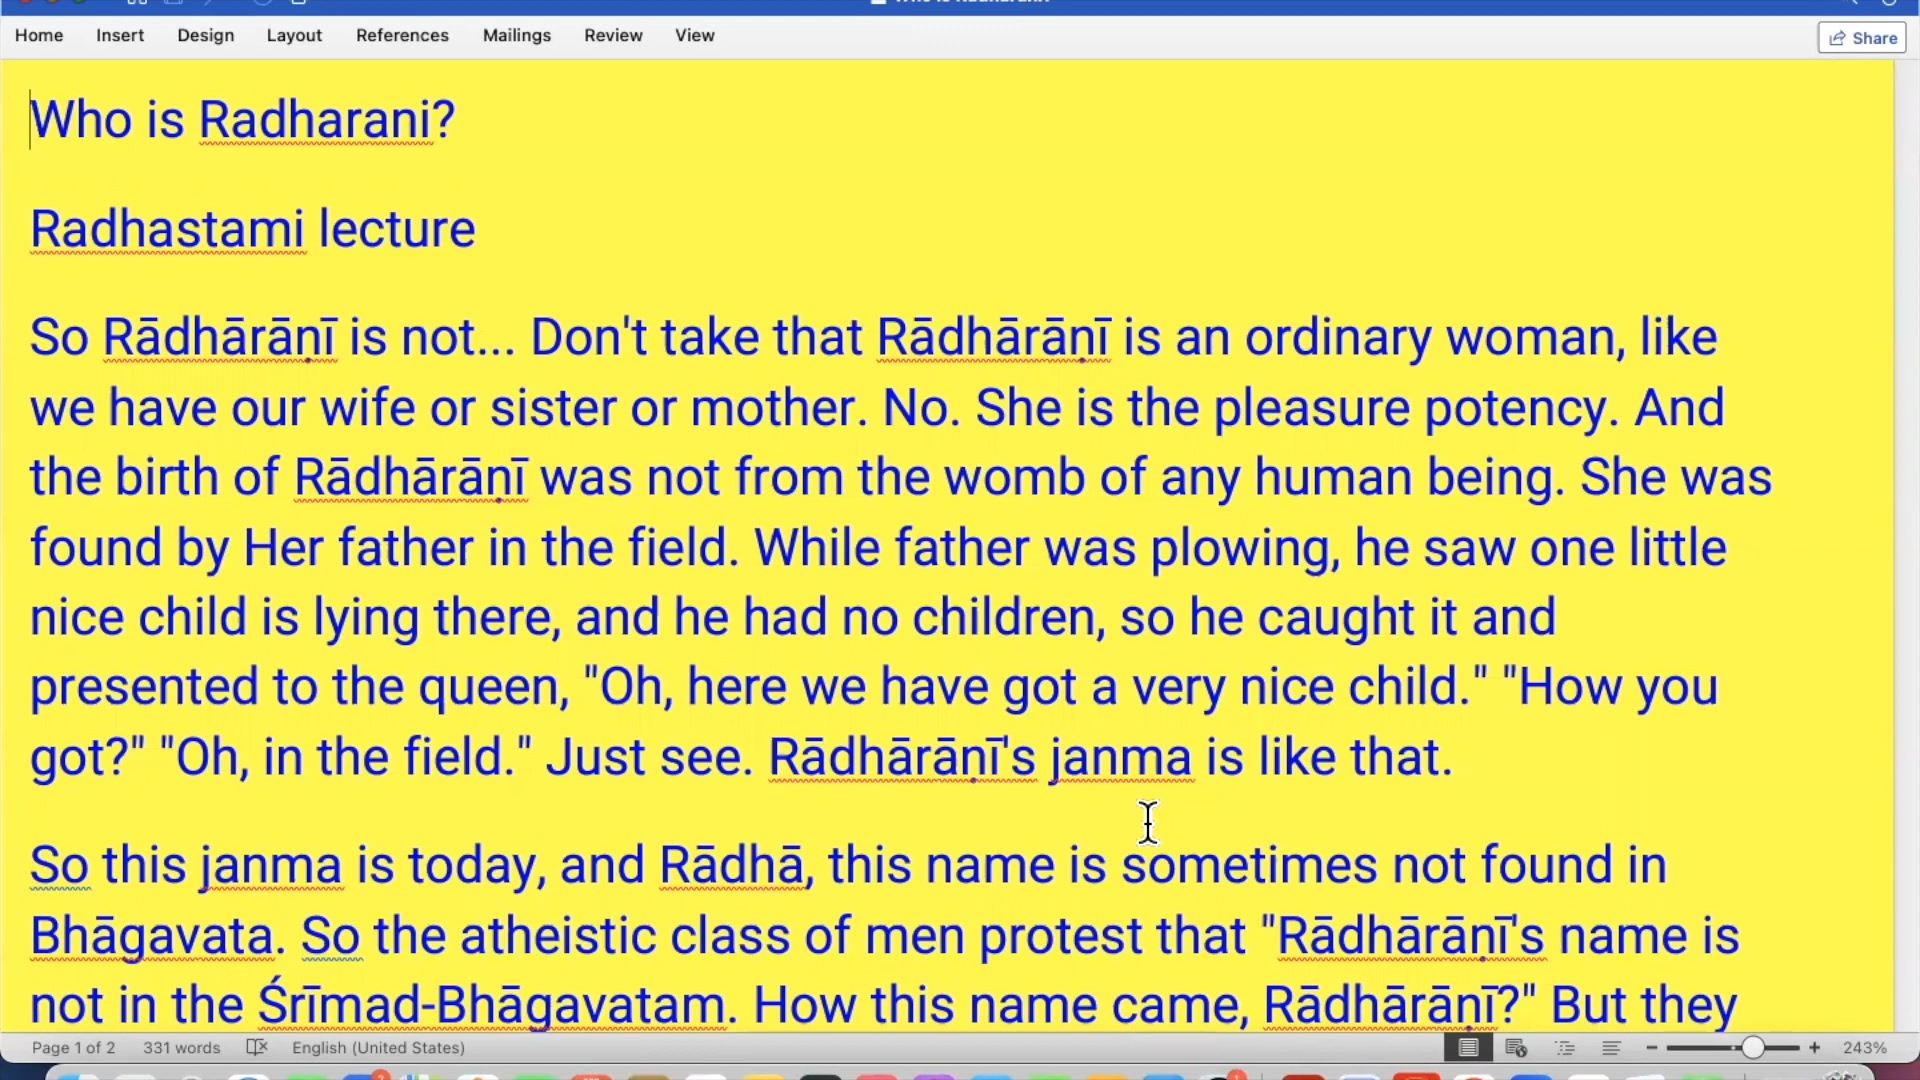 Home Insert Design Layout References Mailings Review View Share
Who is Radharani?
Radhastami lecture
So Rādhārāṇī is not... Don't take that Rādhārāṇī is an ordinary woman, like
we have our wife or sister or mother. No. She is the pleasure potency. And
the birth of Rādhārāṇī was not from the womb of any human being. She was
found by Her father in the field. While father was plowing, he saw one little
nice child is lying there, and he had no children, so he caught it and
presented to the queen, "Oh, here we have got a very nice child." "How you
got?" "Oh, in the field." Just see. Rādhārāṇī's janma is like that.
So this janma is today, and Rādhā, this name is sometimes not found in
Bhāgavata. So the atheistic class of men protest that "Rādhārāṇī's name is
not in the Śrīmad-Bhāgavatam. How this name came, Rādhārāṇī?" But they
Page 1 of 2 331 words English (United States) 243%